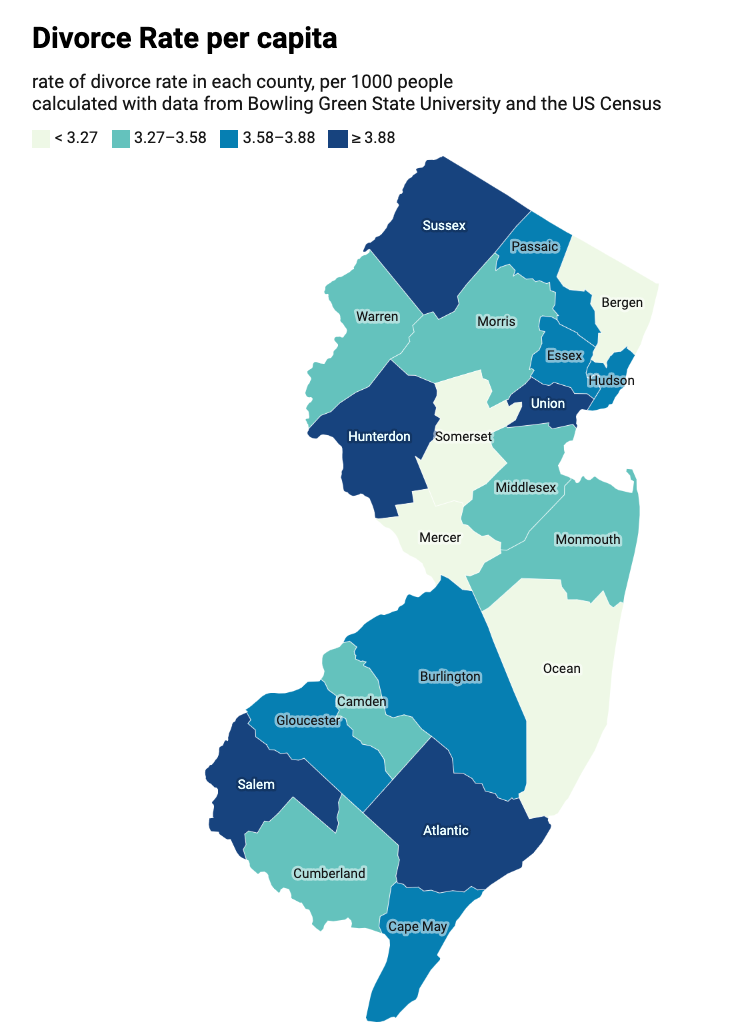 Divorce Rate per capita
rate of divorce rate in each county, per 1000 people
calculated with data from Bowling Green State University and the US Census
< 3.27 3.27–3.58 3.58–3.88 ≥ 3.88
Sussex
Passaic
Bergen
Warren
Morris
Essex
Hudson
Union
Hunterdon
Somerset
Middlesex
Mercer
Monmouth
Ocean
Burlington
Camden
Gloucester
Salem
Atlantic
Cumberland
Cape May